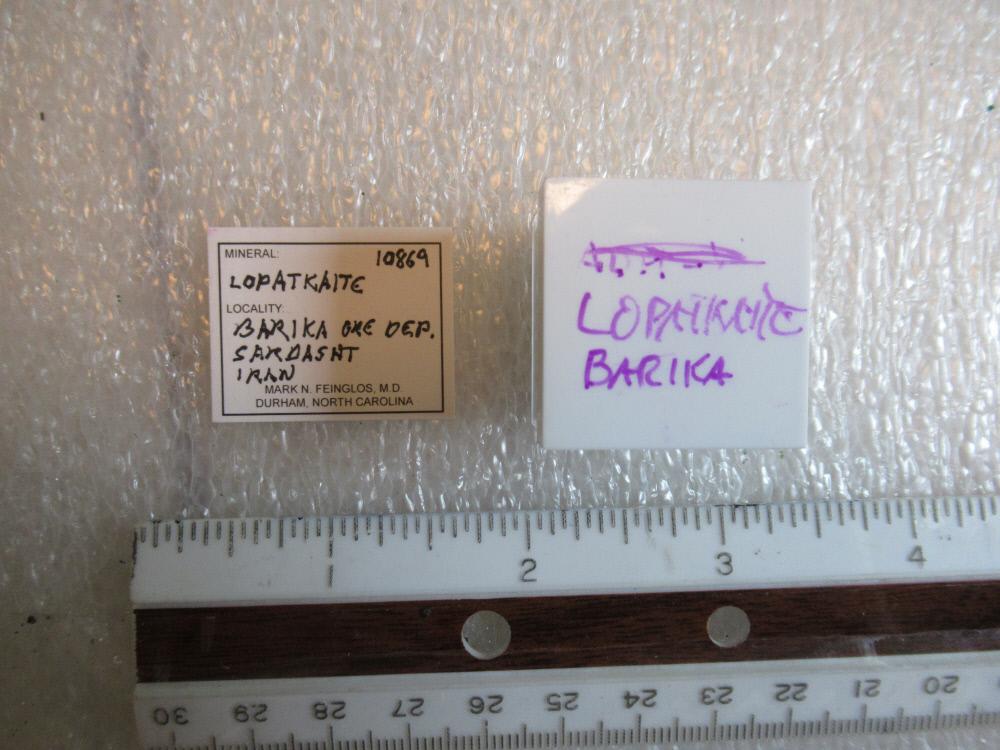 MINERAL: 10869
LOPATKAITE
LOCALITY:
BARIKA ORE DEP.
SARDASHT
IRAN
MARK N. FEINGLOS, M.D.
DURHAM, NORTH CAROLINA
LOPATKAITE
BARIKA
1 2 3 4
30 29 28 27 26 25 24 23 22 21 20